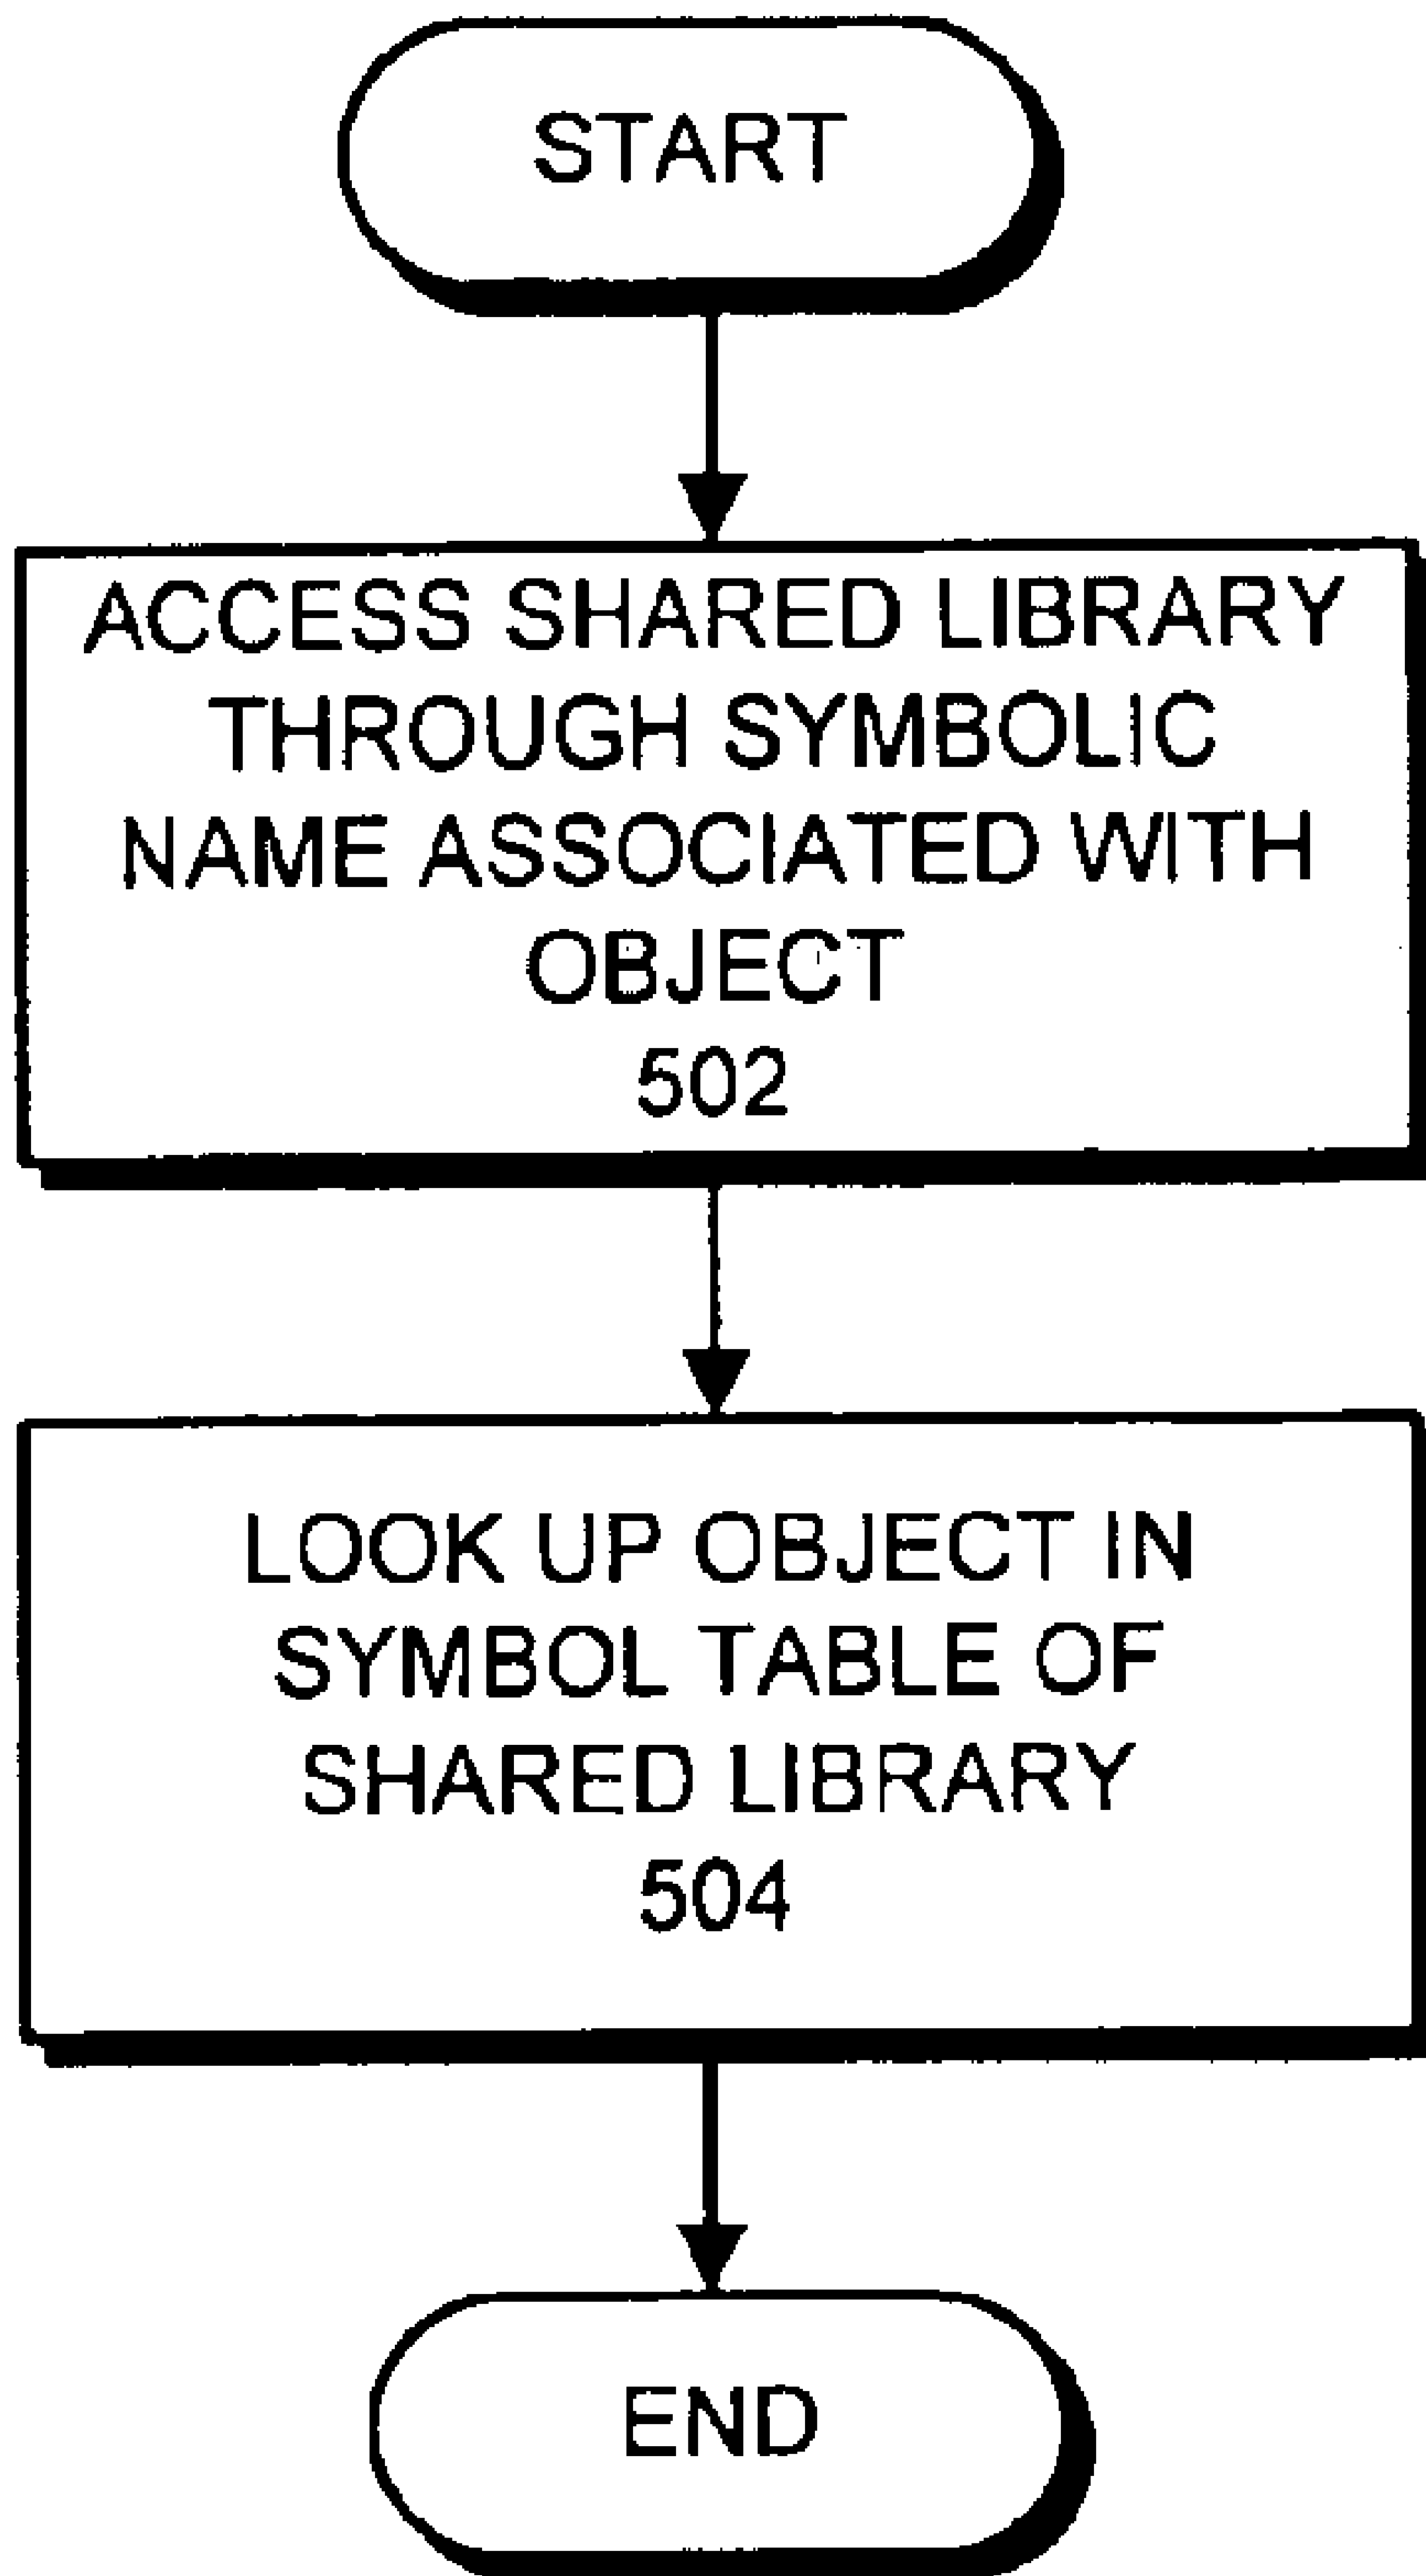 START
ACCESS SHARED LIBRARY
THROUGH SYMBOLIC
NAME ASSOCIATED WITH
OBJECT
502
LOOK UP OBJECT IN
SYMBOL TABLE OF
SHARED LIBRARY
504
END